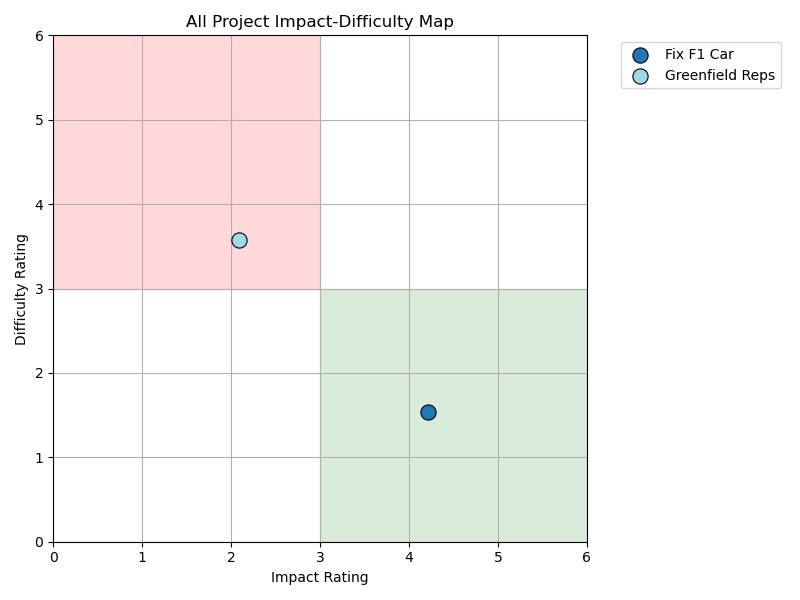 All Project Impact-Difficulty Map
Fix F1 Car
Greenfield Reps
Difficulty Rating
6
5
4
3
2
1
0
0 1 2 3 4 5 6
Impact Rating